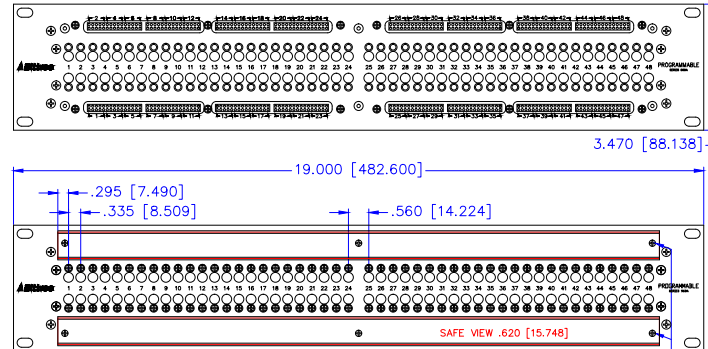 2 4 6 8 10 12 14 16 18 20 22 24 26 28 30 32 34 36 38 40 42 44 46 48
1 2 3 4 5 6 7 8 9 10 11 12 13 14 15 16 17 18 19 20 21 22 23 24 25 26 27 28 29 30 31 32 33 34 35 36 37 38 39 40 41 42 43 44 45 46 47 48
Bittree
PROGRAMMABLE
1 3 5 7 9 11 13 15 17 19 21 23 25 27 29 31 33 35 37 39 41 43 45 47
3.470 [88.138]
19.000 [482.600]
.295 [7.490]
.335 [8.509]
.560 [14.224]
1 2 3 4 5 6 7 8 9 10 11 12 13 14 15 16 17 18 19 20 21 22 23 24 25 26 27 28 29 30 31 32 33 34 35 36 37 38 39 40 41 42 43 44 45 46 47 48
Bittree
PROGRAMMABLE
SAFE VIEW .620 [15.748]